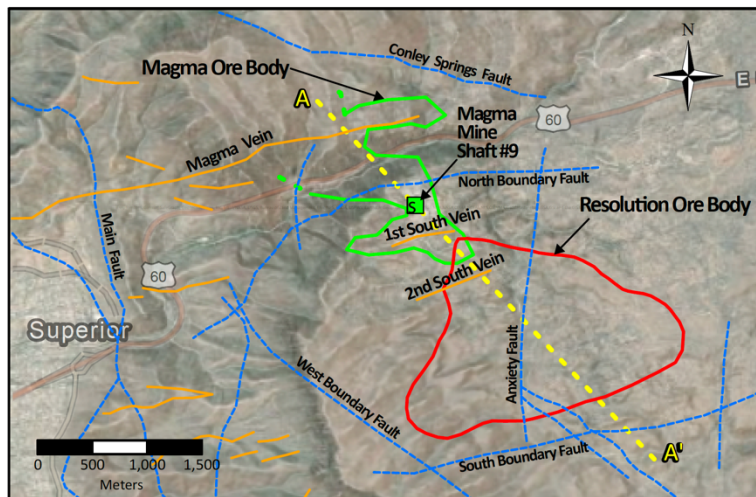 N
Conley Springs Fault
Magma Ore Body
A
E
60
Magma
Mine
Shaft #9
Magma Vein
North Boundary Fault
Resolution Ore Body
S
1st South Vein
Main Fault
60
2nd South Vein
Superior
Anxiety Fault
West Boundary Fault
South Boundary Fault
A'
0 500 1,000 1,500
Meters